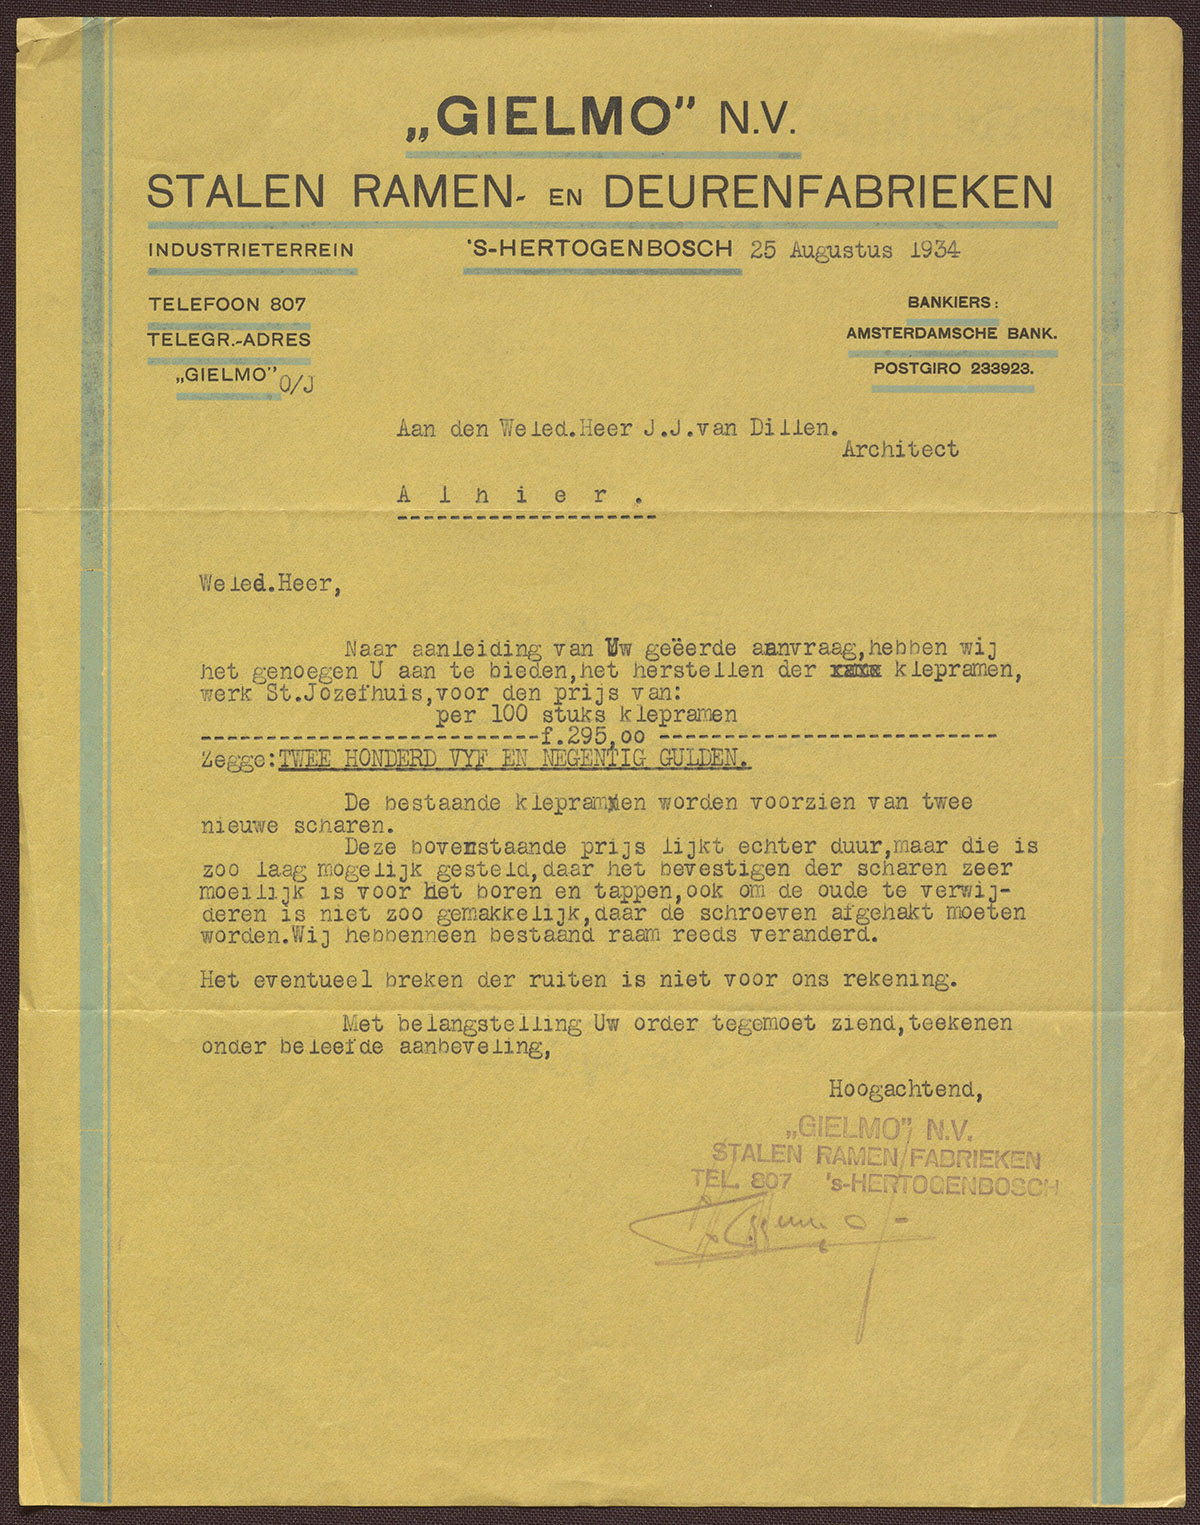 „GIELMO” N.V.
STALEN RAMEN- EN DEURENFABRIEKEN
INDUSTRIETERREIN
'S-HERTOGENBOSCH 25 Augustus 1934
TELEFOON 807
TELEGR.-ADRES
„GIELMO” O/J
BANKIERS:
AMSTERDAMSCHE BANK.
POSTGIRO 233923.
Aan den Weled.Heer J.J.van Dillen.
Architect
A l h i e r .
Weled.Heer,
Naar aanleiding van Uw geëerde aanvraag,hebben wij
het genoegen U aan te bieden,het herstellen der klepramen,
werk St.Jozefhuis,voor den prijs van:
per 100 stuks klepramen
--------------------------f.295,00 --------------------------
Zegge:TWEE HONDERD VYF EN NEGENTIG GULDEN.
De bestaande klepramen worden voorzien van twee
nieuwe scharen.
Deze bovenstaande prijs lijkt echter duur,maar die is
zoo laag mogelijk gesteld,daar het bevestigen der scharen zeer
moeilijk is voor het boren en tappen,ook om de oude te verwij-
deren is niet zoo gemakkelijk,daar de schroeven afgehakt moeten
worden.Wij hebbenneen bestaand raam reeds veranderd.
Het eventueel breken der ruiten is niet voor ons rekening.
Met belangstelling Uw order tegemoet ziend,teekenen
onder beleefde aanbeveling,
Hoogachtend,
„GIELMO” N.V.
STALEN RAMEN FABRIEKEN
TEL. 807 's-HERTOGENBOSCH